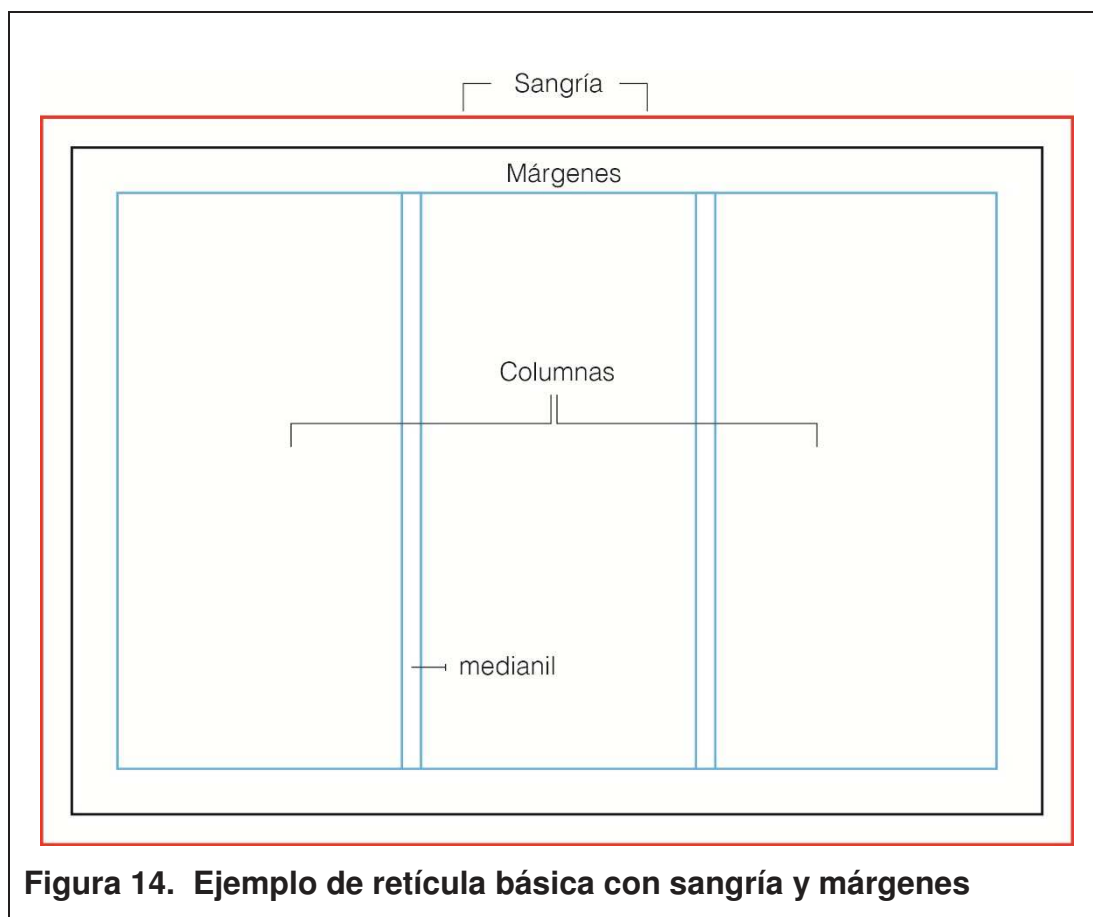 Sangría
Márgenes
Columnas
medianil
Figura 14. Ejemplo de retícula básica con sangría y márgenes